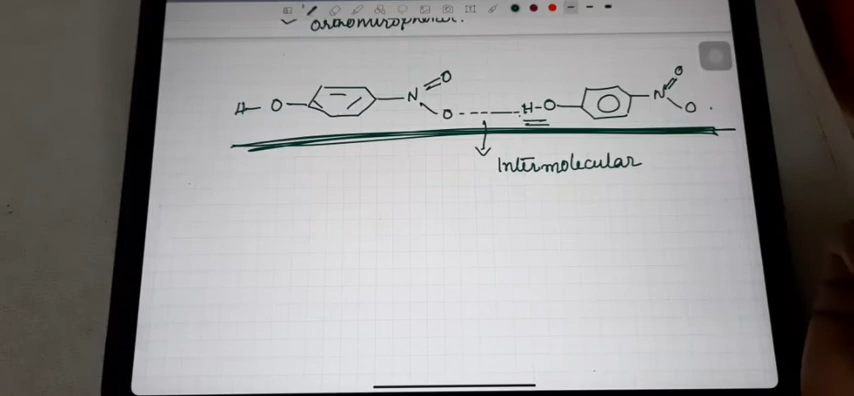 H-O N=O O ---- H-O N O O
Intermolecular